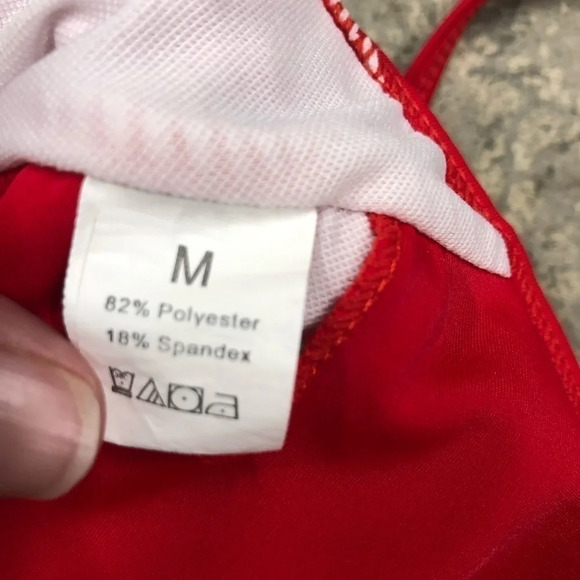 M
82% Polyester
18% Spandex